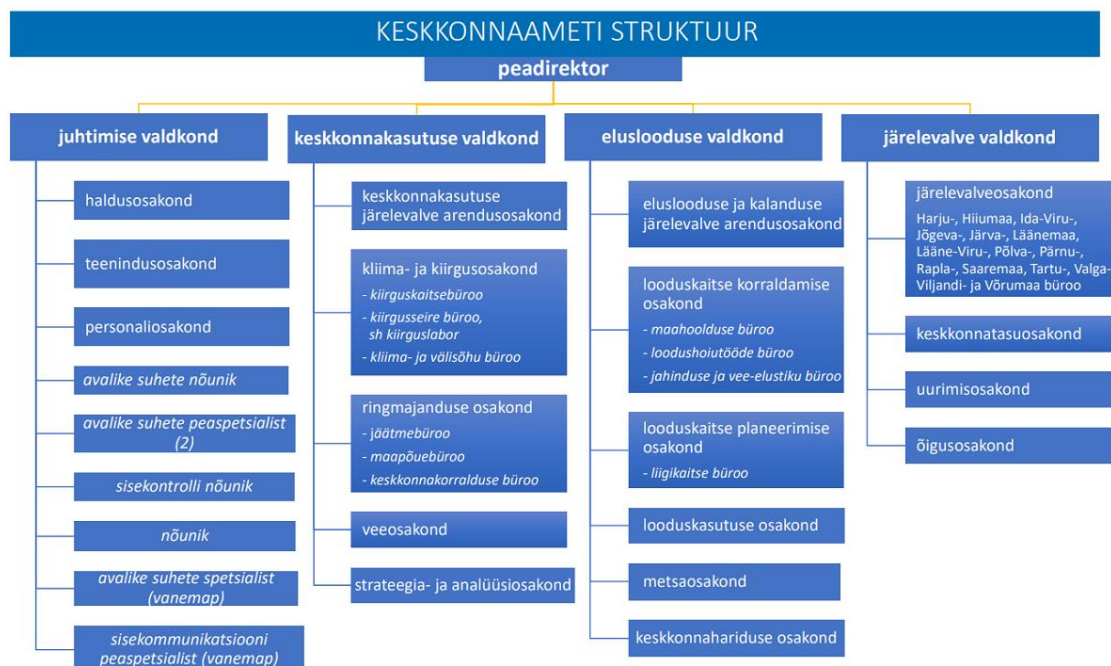 KESKKONNAAMETI STRUKTUUR
peadirektor
juhtimise valdkond
haldusosakond
teenindusosakond
personaliosakond
avalike suhete nõunik
avalike suhete peaspetsialist
(2)
sisekontrolli nõunik
nõunik
avalike suhete spetsialist
(vanemap)
sisekommunikatsiooni
peaspetsialist (vanemap)
keskkonnakasutuse valdkond
keskkonnakasutuse
järelevalve arendusosakond
kliima- ja kiirgusosakond
- kiirguskaitsebüroo
- kiirgusseire büroo,
sh kiirguslabor
- kliima- ja välisõhu büroo
ringmajanduse osakond
- jäätmebüroo
- maapõuebüroo
- keskkonnakorralduse büroo
veeosakond
strateegia- ja analüüsiosakond
eluslooduse valdkond
eluslooduse ja kalanduse
järelevalve arendusosakond
looduskaitse korraldamise
osakond
- maahoolduse büroo
- loodushoiutööde büroo
- jahinduse ja vee-elustiku büroo
looduskaitse planeerimise
osakond
- liigikaitse büroo
looduskasutuse osakond
metsaosakond
keskkonnahariduse osakond
järelevalve valdkond
järelevalveosakond
Harju-, Hiiumaa, Ida-Viru-,
Jõgeva-, Järva-, Läänemaa,
Lääne-Viru-, Põlva-, Pärnu-,
Rapla-, Saaremaa, Tartu-, Valga-
Viljandi- ja Võrumaa büroo
keskkonnatasuosakond
uurimisosakond
õigusosakond